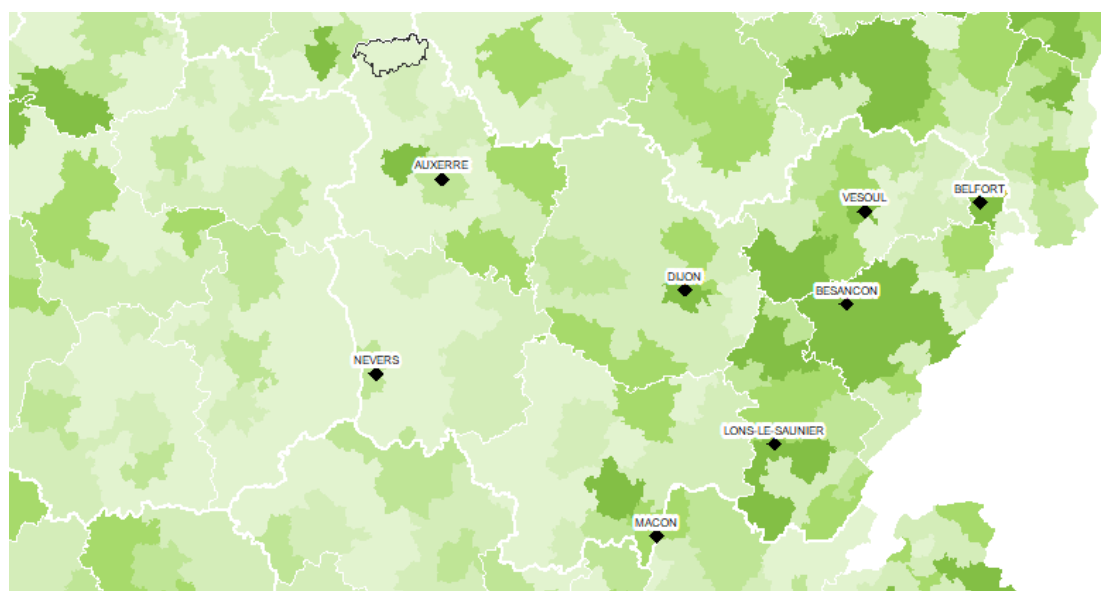 AUXERRE
BELFORT
VESOUL
DIJON
BESANCON
NEVERS
LONS-LE-SAUNIER
MACON